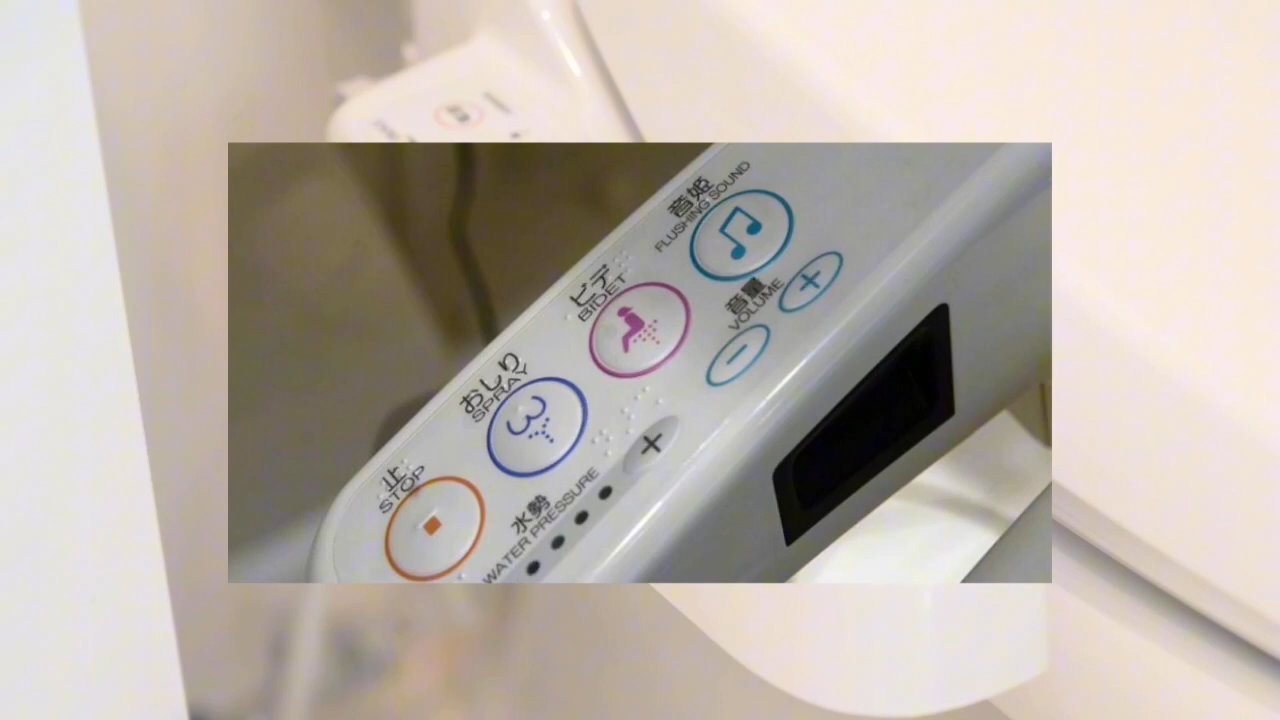 止
STOP
おしり
SPRAY
ビデ
BIDET
音姫
FLUSHING SOUND
水勢
WATER PRESSURE
+
音量
VOLUME
-
+